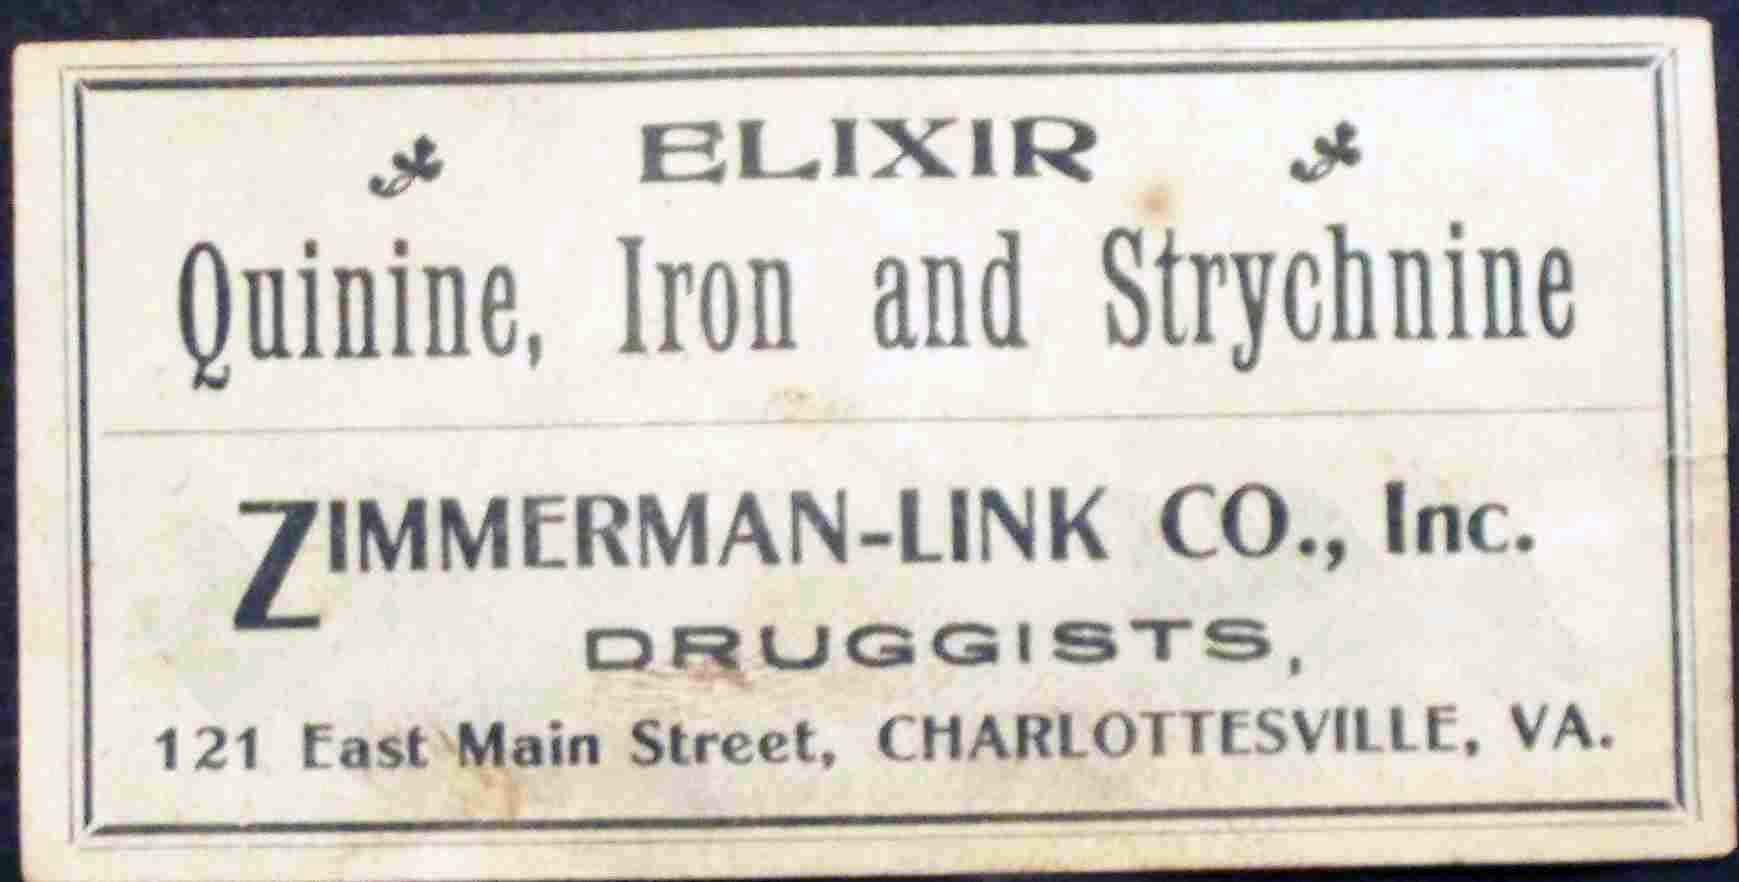 ELIXIR
Quinine, Iron and Strychnine
ZIMMERMAN-LINK CO., Inc.
DRUGGISTS,
121 East Main Street, CHARLOTTESVILLE, VA.